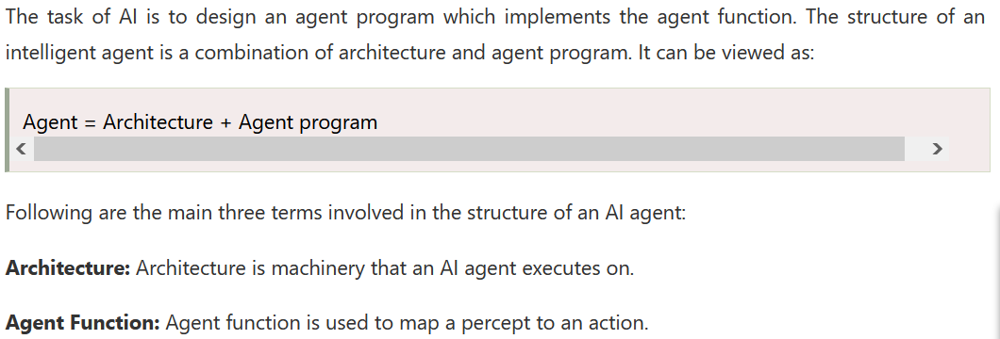 The task of AI is to design an agent program which implements the agent function. The structure of an
intelligent agent is a combination of architecture and agent program. It can be viewed as:
Agent = Architecture + Agent program
Following are the main three terms involved in the structure of an AI agent:
Architecture: Architecture is machinery that an AI agent executes on.
Agent Function: Agent function is used to map a percept to an action.